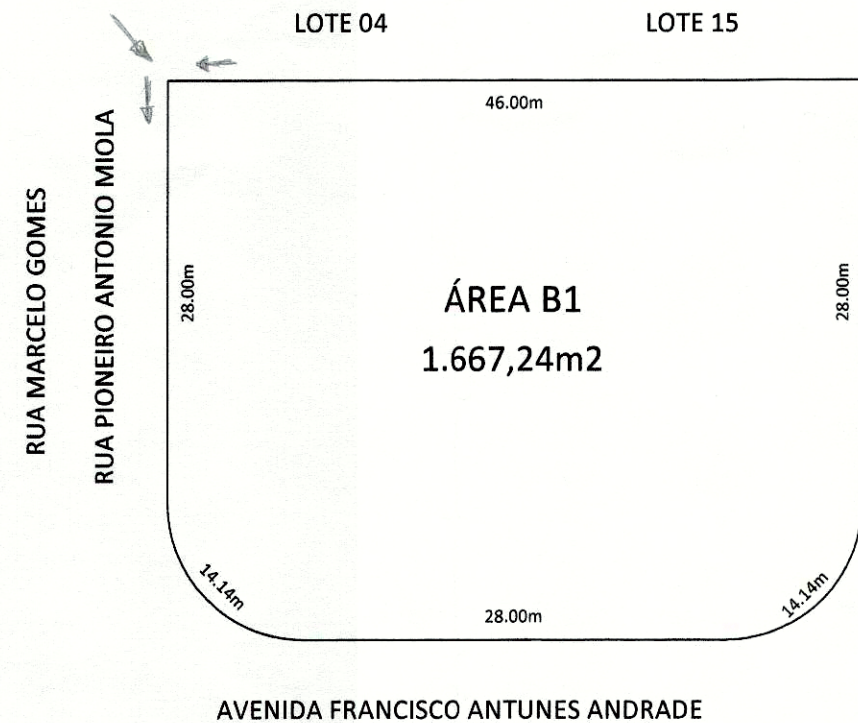 LOTE 04
LOTE 15
46.00m
RUA MARCELO GOMES
RUA PIONEIRO ANTONIO MIOLA
28.00m
ÁREA B1
1.667,24m2
28.00m
14.14m
28.00m
14.14m
AVENIDA FRANCISCO ANTUNES ANDRADE